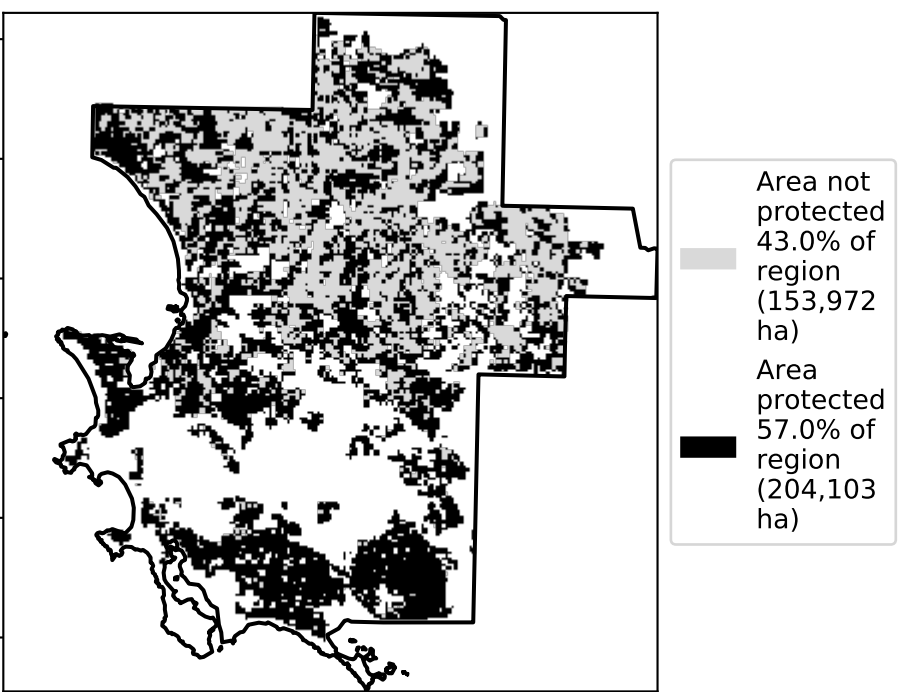 Area not
protected
43.0% of
region
(153,972
ha)
Area
protected
57.0% of
region
(204,103
ha)